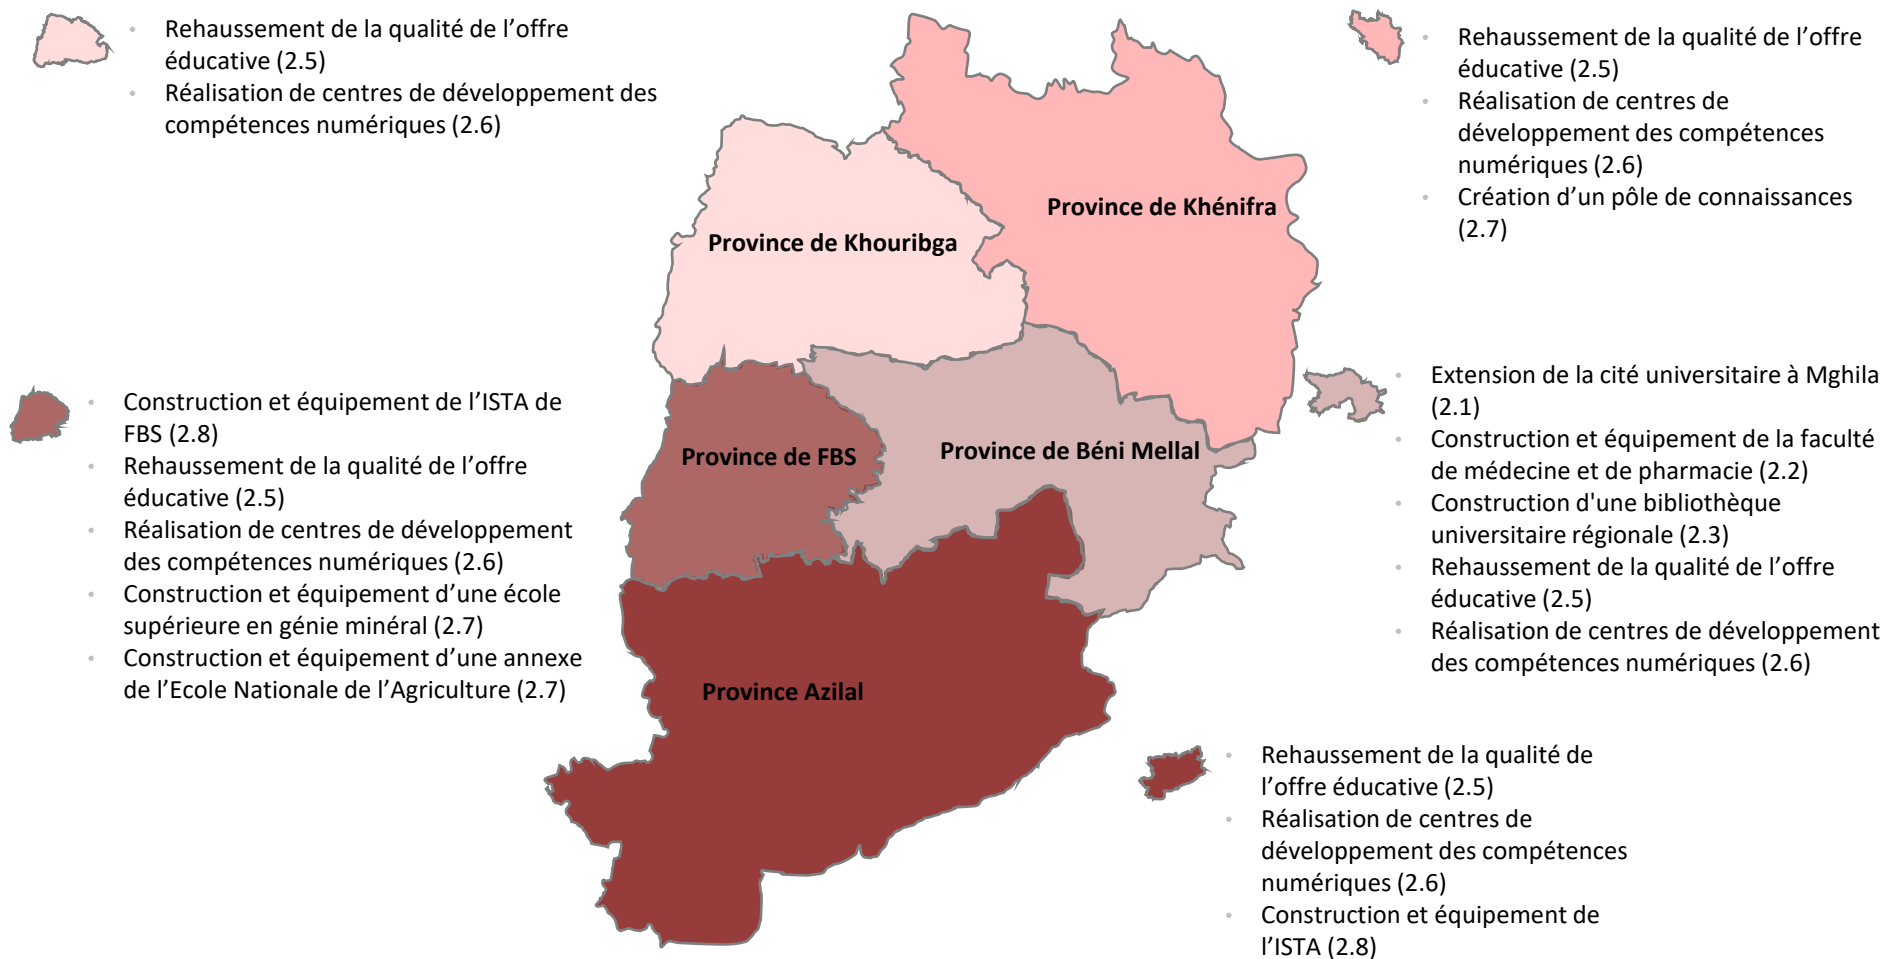 • Rehaussement de la qualité de l’offre
éducative (2.5)
• Réalisation de centres de développement des
compétences numériques (2.6)
• Rehaussement de la qualité de l’offre
éducative (2.5)
• Réalisation de centres de
développement des compétences
numériques (2.6)
• Création d’un pôle de connaissances
(2.7)
Province de Khénifra
Province de Khouribga
• Construction et équipement de l’ISTA de
FBS (2.8)
• Rehaussement de la qualité de l’offre
éducative (2.5)
• Réalisation de centres de développement
des compétences numériques (2.6)
• Construction et équipement d’une école
supérieure en génie minéral (2.7)
• Construction et équipement d’une annexe
de l’Ecole Nationale de l’Agriculture (2.7)
Province de FBS
Province de Béni Mellal
• Extension de la cité universitaire à Mghila
(2.1)
• Construction et équipement de la faculté
de médecine et de pharmacie (2.2)
• Construction d'une bibliothèque
universitaire régionale (2.3)
• Rehaussement de la qualité de l’offre
éducative (2.5)
• Réalisation de centres de développement
des compétences numériques (2.6)
Province Azilal
• Rehaussement de la qualité de
l’offre éducative (2.5)
• Réalisation de centres de
développement des compétences
numériques (2.6)
• Construction et équipement de
l’ISTA (2.8)